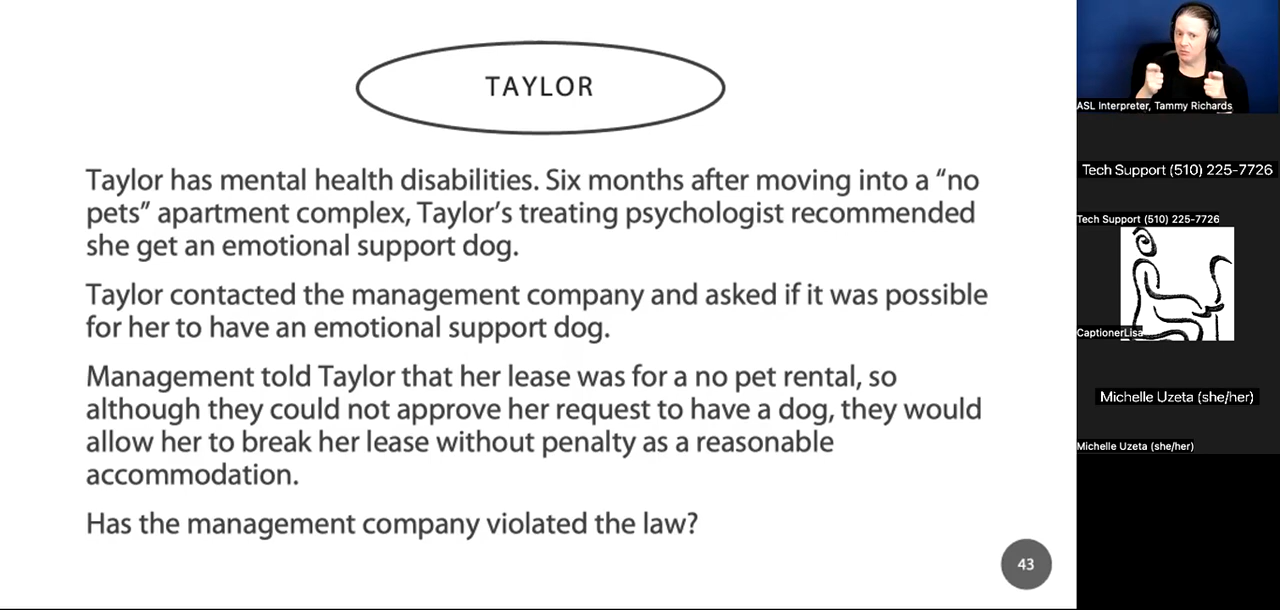 TAYLOR
Taylor has mental health disabilities. Six months after moving into a “no
pets” apartment complex, Taylor’s treating psychologist recommended
she get an emotional support dog.
Taylor contacted the management company and asked if it was possible
for her to have an emotional support dog.
Management told Taylor that her lease was for a no pet rental, so
although they could not approve her request to have a dog, they would
allow her to break her lease without penalty as a reasonable
accommodation.
Has the management company violated the law?
43
ASL Interpreter, Tammy Richards
Tech Support (510) 225-7726
Tech Support (510) 225-7726
CaptionerLisa
Michelle Uzeta (she/her)
Michelle Uzeta (she/her)